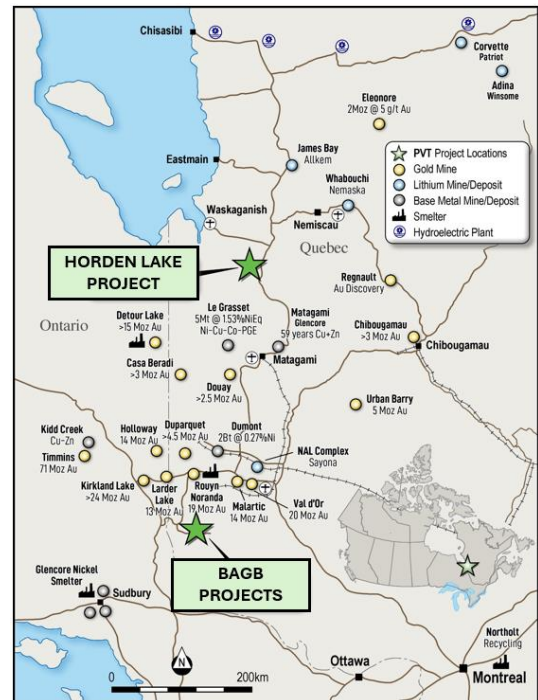 Chisasibi
Corvette
Patriot
Adina
Winsome
Eleonore
2Moz @ 5 g/t Au
PVT Project Locations
Gold Mine
Lithium Mine/Deposit
Base Metal Mine/Deposit
Smelter
Hydroelectric Plant
James Bay
Allkem
Eastmain
Whabouchi
Nemaska
Waskaganish
Nemiscau
Quebec
HORDEN LAKE
PROJECT
Regnault
Au Discovery
Ontario
Detour Lake
>15 Moz Au
Le Grasset
5Mt @ 1.53%NiEq
Ni-Cu-Co-PGE
Matagami
Glencore
59 years Cu+Zn
Chibougamau
>3 Moz Au
Chibougamau
Matagami
Casa Beradi
>3 Moz Au
Douay
>2.5 Moz Au
Urban Barry
5 Moz Au
Kidd Creek
Cu-Zn
Timmins
71 Moz Au
Holloway
14 Moz Au
Duparquet
>4.5 Moz Au
Dumont
2Bt @ 0.27%Ni
NAL Complex
Sayona
Kirkland Lake
>24 Moz Au
Larder
Lake
13 Moz Au
Rouyn
Noranda
19 Moz Au
Malartic
14 Moz Au
Val d'Or
20 Moz Au
BAGB
PROJECTS
Glencore Nickel
Smelter
Sudbury
N
0
200km
Ottawa
Northolt
Recycling
Montreal